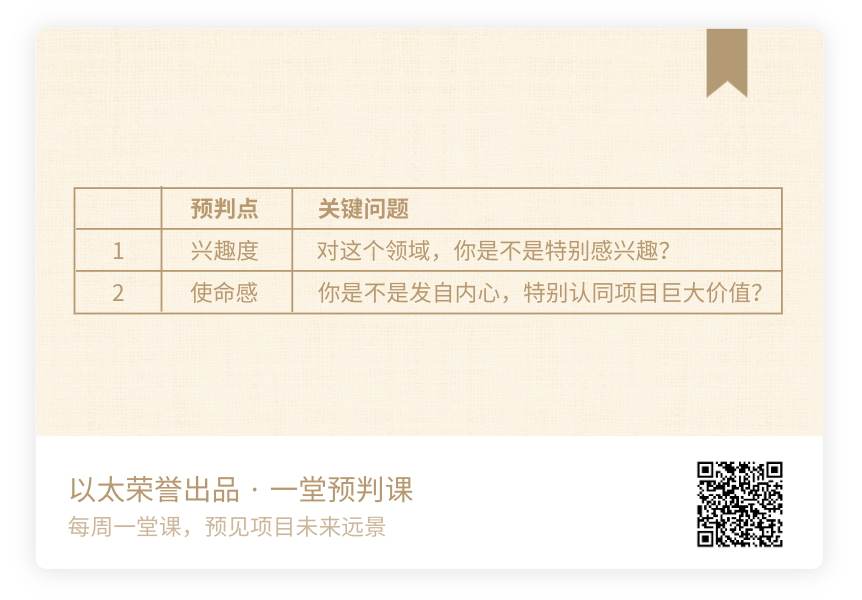 预判点 关键问题
1 兴趣度 对这个领域，你是不是特别感兴趣？
2 使命感 你是不是发自内心，特别认同项目巨大价值？
以太荣誉出品 · 一堂预判课
每周一堂课，预见项目未来远景